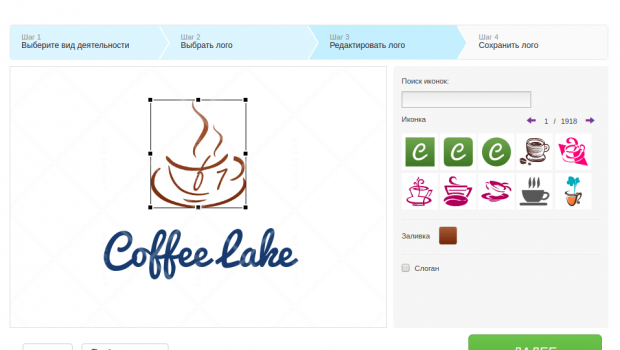 Шаг 1
Выберите вид деятельности
Шаг 2
Выбрать лого
Шаг 3
Редактировать лого
Шаг 4
Сохранить лого
Coffee Lake
Поиск иконок:
Иконка
1 / 1918
Заливка
Слоган
ДАЛЕЕ